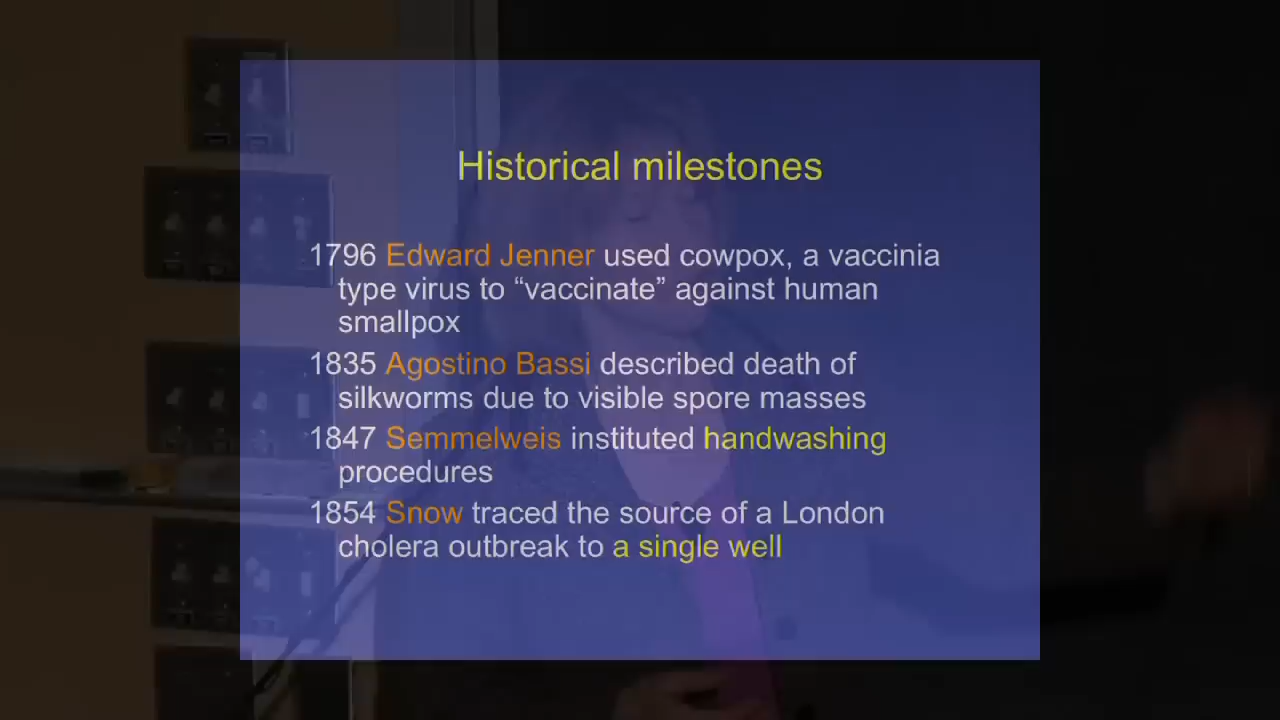 Historical milestones
1796 Edward Jenner used cowpox, a vaccinia
type virus to “vaccinate” against human
smallpox
1835 Agostino Bassi described death of
silkworms due to visible spore masses
1847 Semmelweis instituted handwashing
procedures
1854 Snow traced the source of a London
cholera outbreak to a single well